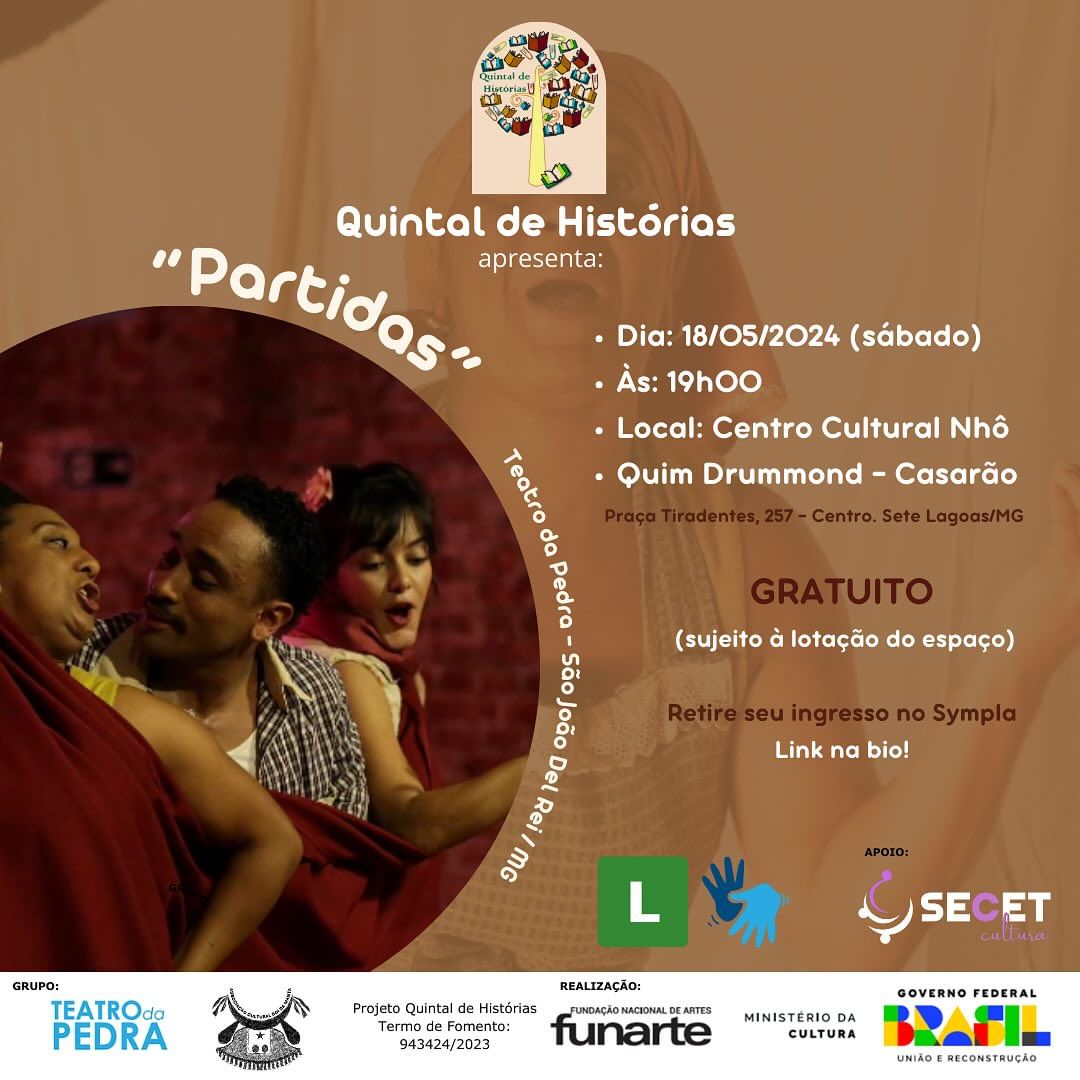 Quintal de
Histórias
Quintal de Histórias
apresenta:
"Partidas"
• Dia: 18/05/2024 (sábado)
• Às: 19h00
• Local: Centro Cultural Nhô
• Quim Drummond - Casarão
Praça Tiradentes, 257 - Centro. Sete Lagoas/MG
Teatro da Pedra - São João Del Rei / MG
GRATUITO
(sujeito à lotação do espaço)
Retire seu ingresso no Sympla
Link na bio!
L
APOIO:
SECET
cultura
GRUPO:
TEATRO da
PEDRA
Projeto Quintal de Histórias
Termo de Fomento:
943424/2023
REALIZAÇÃO:
FUNDAÇÃO NACIONAL DE ARTES
funarte
MINISTÉRIO DA
CULTURA
GOVERNO FEDERAL
BRASIL
UNIÃO E RECONSTRUÇÃO